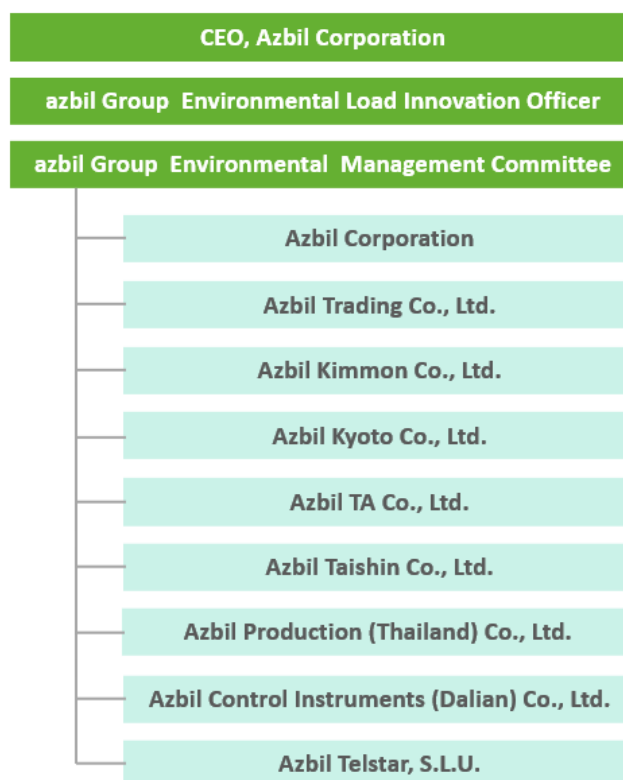 CEO, Azbil Corporation
azbil Group Environmental Load Innovation Officer
azbil Group Environmental Management Committee
Azbil Corporation
Azbil Trading Co., Ltd.
Azbil Kimmon Co., Ltd.
Azbil Kyoto Co., Ltd.
Azbil TA Co., Ltd.
Azbil Taishin Co., Ltd.
Azbil Production (Thailand) Co., Ltd.
Azbil Control Instruments (Dalian) Co., Ltd.
Azbil Telstar, S.L.U.